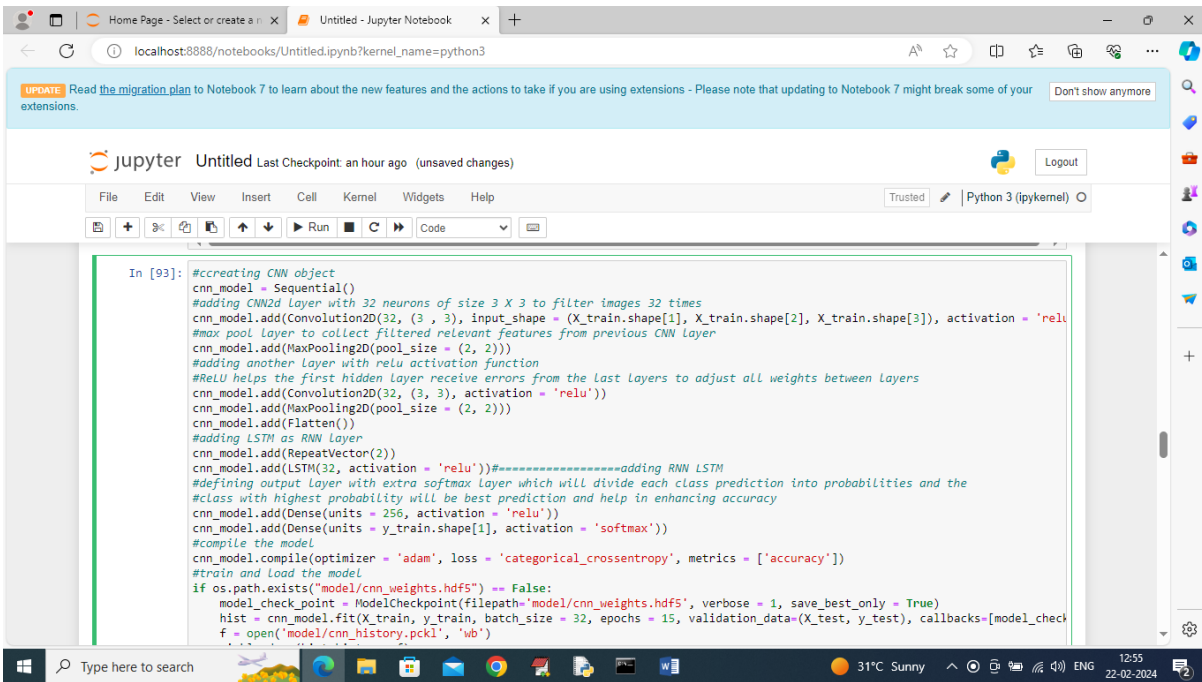 Home Page - Select or create a n
Untitled - Jupyter Notebook
localhost:8888/notebooks/Untitled.ipynb?kernel_name=python3
UPDATE Read the migration plan to Notebook 7 to learn about the new features and the actions to take if you are using extensions - Please note that updating to Notebook 7 might break some of your
extensions.
Don't show anymore
jupyter Untitled Last Checkpoint: an hour ago (unsaved changes)
Logout
File Edit View Insert Cell Kernel Widgets Help
Trusted Python 3 (ipykernel)
Run Code
In [93]: #ccreating CNN object
cnn_model = Sequential()
#adding CNN2d layer with 32 neurons of size 3 X 3 to filter images 32 times
cnn_model.add(Convolution2D(32, (3 , 3), input_shape = (X_train.shape[1], X_train.shape[2], X_train.shape[3]), activation = 'relu
#max pool layer to collect filtered relevant features from previous CNN layer
cnn_model.add(MaxPooling2D(pool_size = (2, 2)))
#adding another layer with relu activation function
#ReLU helps the first hidden layer receive errors from the last layers to adjust all weights between layers
cnn_model.add(Convolution2D(32, (3, 3), activation = 'relu'))
cnn_model.add(MaxPooling2D(pool_size = (2, 2)))
cnn_model.add(Flatten())
#adding LSTM as RNN layer
cnn_model.add(RepeatVector(2))
cnn_model.add(LSTM(32, activation = 'relu'))#==================adding RNN LSTM
#defining output layer with extra softmax layer which will divide each class prediction into probabilities and the
#class with highest probability will be best prediction and help in enhancing accuracy
cnn_model.add(Dense(units = 256, activation = 'relu'))
cnn_model.add(Dense(units = y_train.shape[1], activation = 'softmax'))
#compile the model
cnn_model.compile(optimizer = 'adam', loss = 'categorical_crossentropy', metrics = ['accuracy'])
#train and load the model
if os.path.exists("model/cnn_weights.hdf5") == False:
model_check_point = ModelCheckpoint(filepath='model/cnn_weights.hdf5', verbose = 1, save_best_only = True)
hist = cnn_model.fit(X_train, y_train, batch_size = 32, epochs = 15, validation_data=(X_test, y_test), callbacks=[model_check
f = open('model/cnn_history.pckl', 'wb')
Type here to search
31°C Sunny
ENG
12:55
22-02-2024